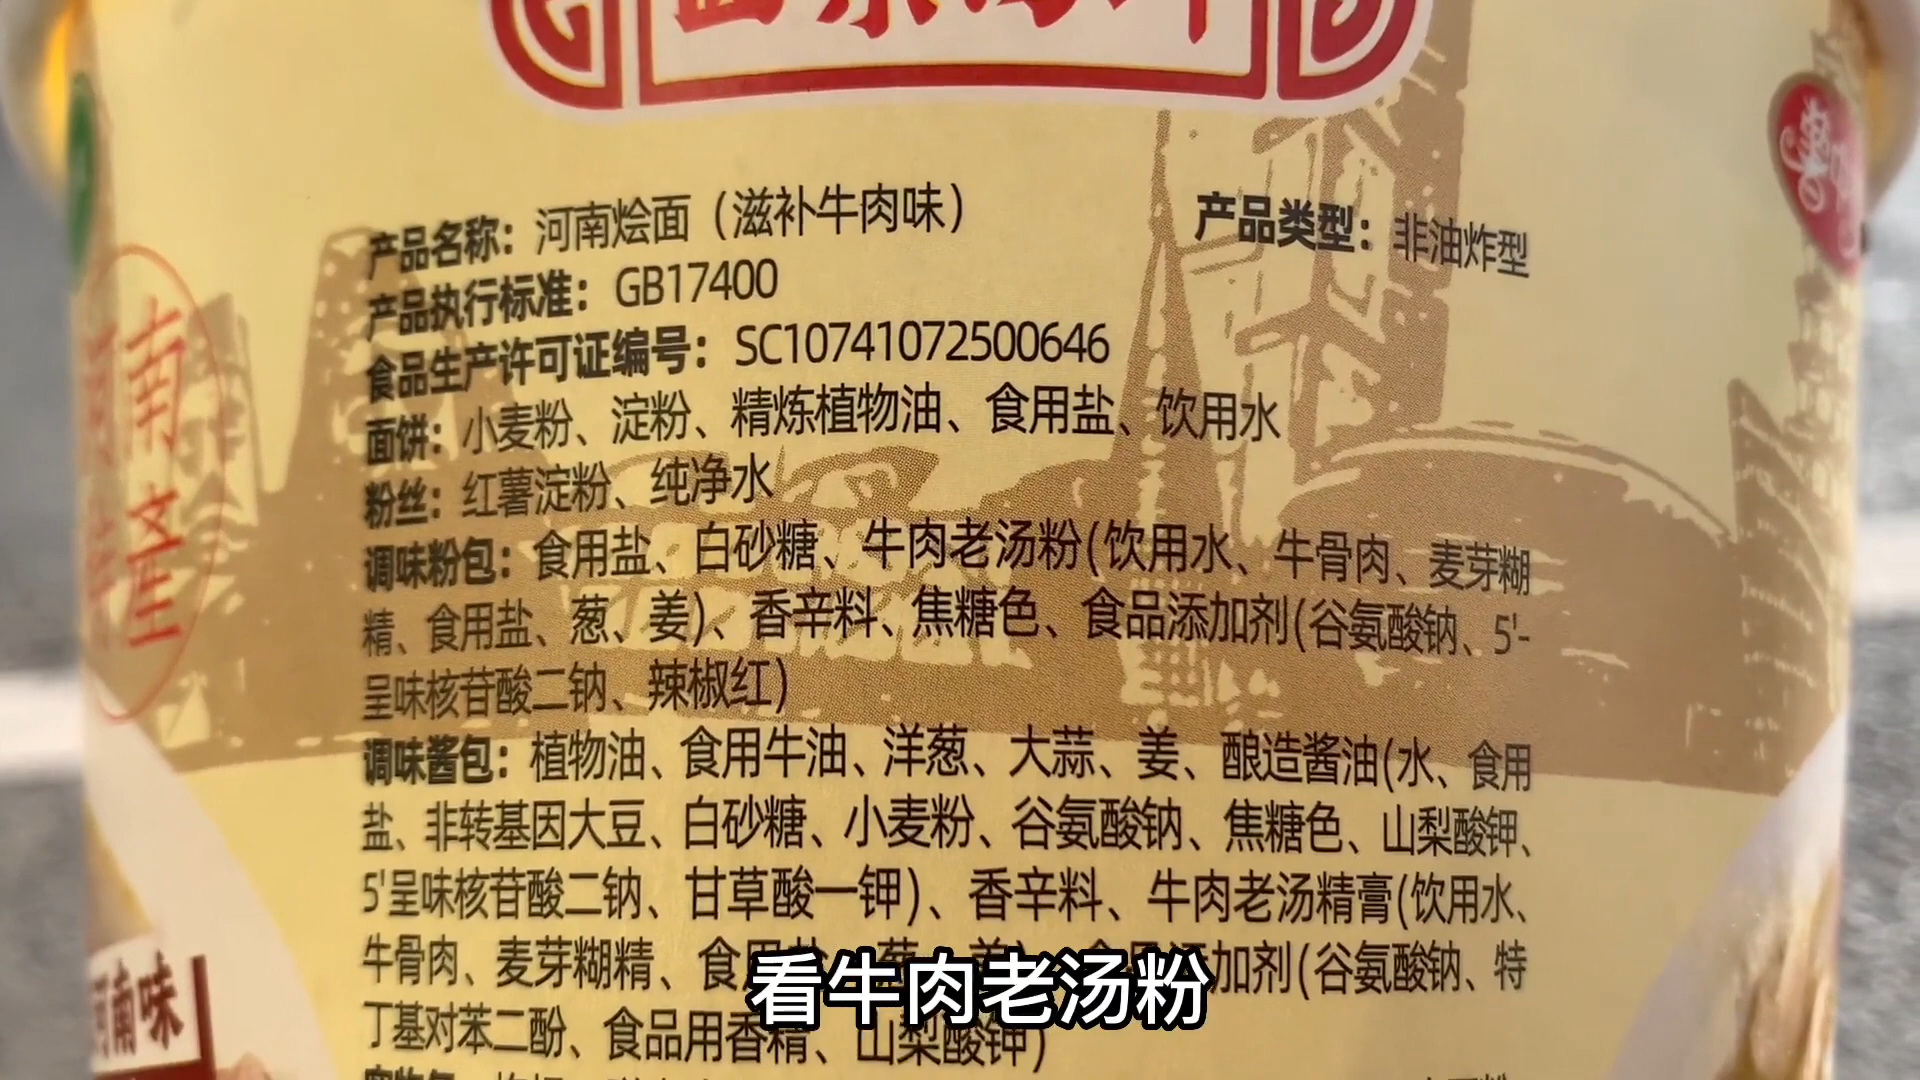 产品名称：河南烩面（滋补牛肉味） 产品类型：非油炸型
产品执行标准：GB17400
食品生产许可证编号：SC10741072500646
面饼：小麦粉、淀粉、精炼植物油、食用盐、饮用水
粉丝：红薯淀粉、纯净水
调味粉包：食用盐、白砂糖、牛肉老汤粉(饮用水、牛骨肉、麦芽糊
精、食用盐、葱、姜)、香辛料、焦糖色、食品添加剂(谷氨酸钠、5'-
呈味核苷酸二钠、辣椒红)
调味酱包：植物油、食用牛油、洋葱、大蒜、姜、酿造酱油(水、食用
盐、非转基因大豆、白砂糖、小麦粉、谷氨酸钠、焦糖色、山梨酸钾、
5'呈味核苷酸二钠、甘草酸一钾)、香辛料、牛肉老汤精膏(饮用水、
牛骨肉、麦芽糊精、食 加剂(谷氨酸钠、特
丁基对苯二酚、食品用香精、山梨酸钾)
看牛肉老汤粉
河南味